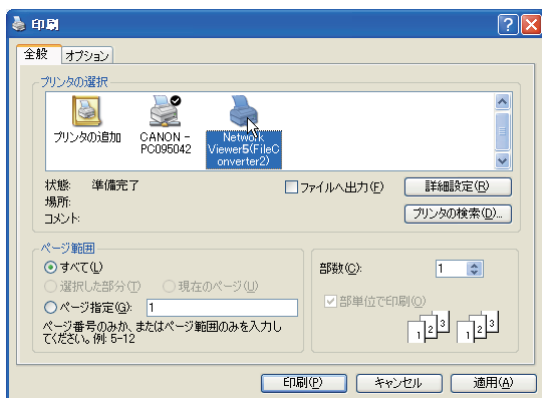 印刷
全般 オプション
プリンタの選択
プリンタの追加
CANON -
PC095042
Network
Viewer5(FileC
onverter2)
状態: 準備完了
場所:
コメント:
ファイルへ出力(F)
詳細設定(R)
プリンタの検索(D)...
ページ範囲
すべて(L)
選択した部分(T) 現在のページ(U)
ページ指定(G): 1
ページ番号のみか、またはページ範囲のみを入力し
てください。例: 5-12
部数(C): 1
部単位で印刷(O)
1 2 3 1 2 3
印刷(P) キャンセル 適用(A)